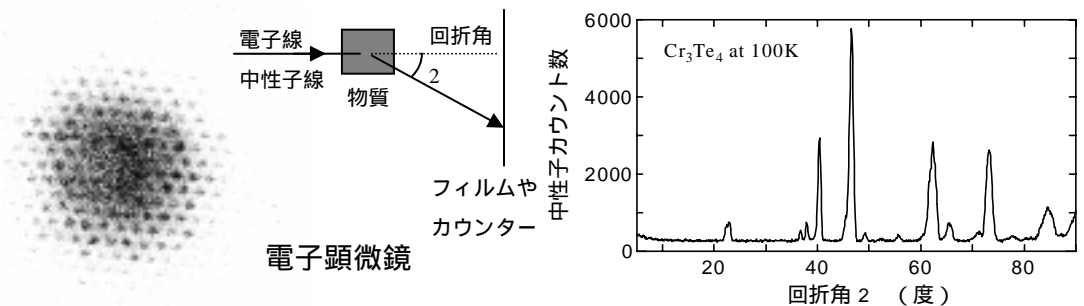 電子線
中性子線
回折角
2
物質
フィルムや
カウンター
電子顕微鏡
中性子カウント数
6000
4000
2000
0
Cr₃Te₄ at 100K
20
40
60
80
回折角 2 （度）